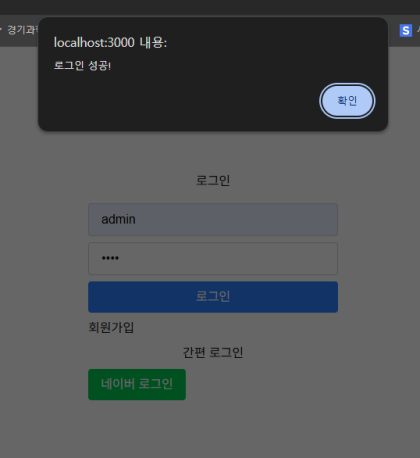 경기과
localhost:3000 내용:
로그인 성공!
확인
로그인
admin
••••
로그인
회원가입
간편 로그인
네이버 로그인